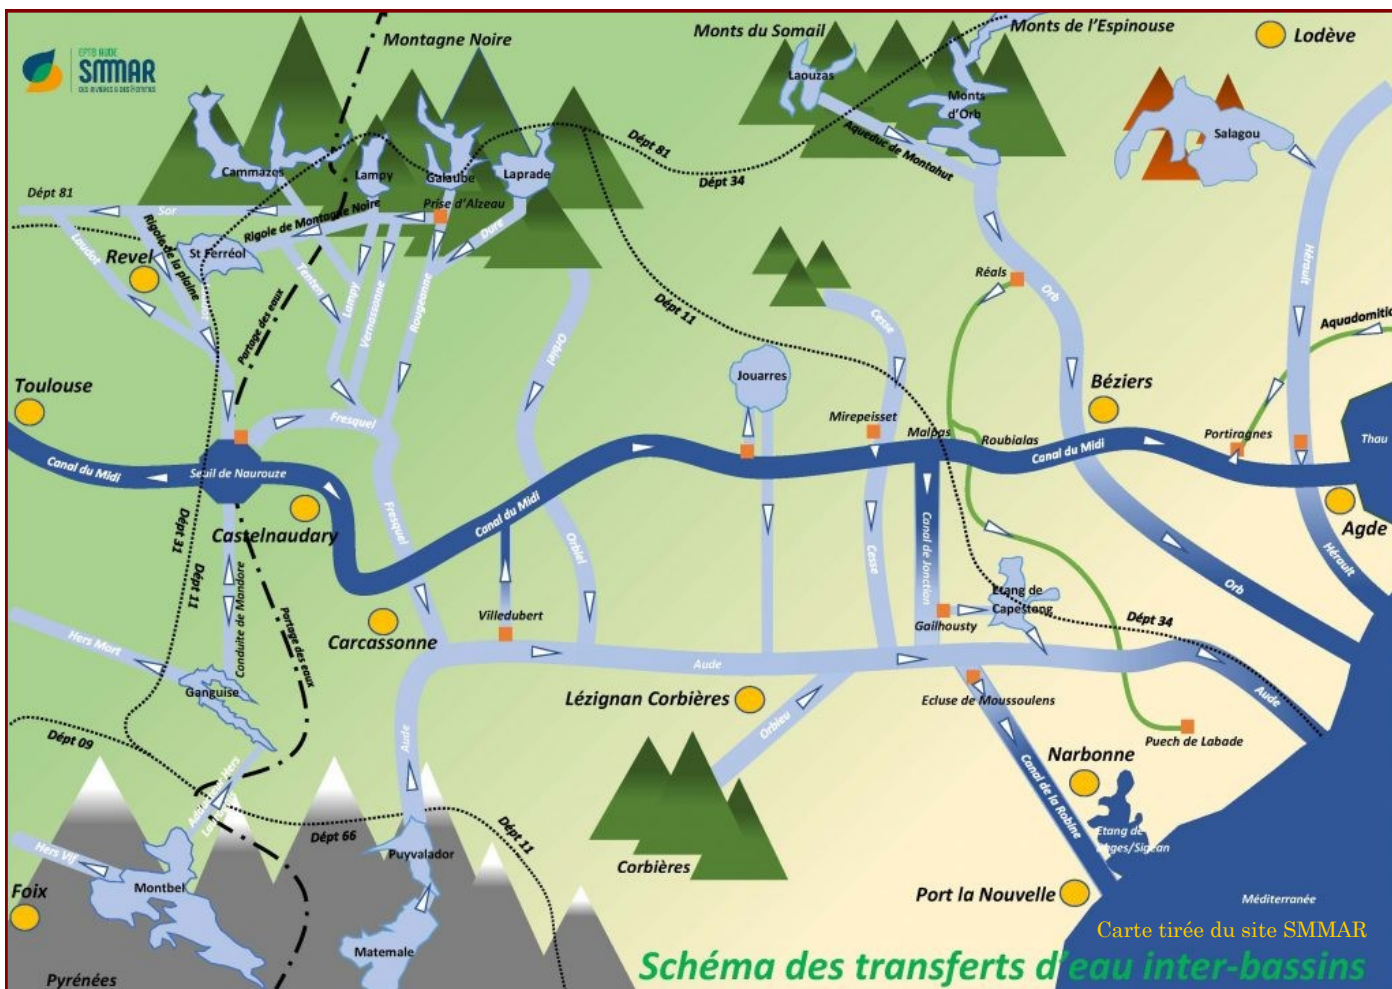 EPTB AUDE
SMMAR
DES RIVIÈRES & DES HOMMES
Montagne Noire
Monts du Somail
Monts de l'Espinouse
Lodève
Laouzas
Monts
d'Orb
Salagou
Cammazes
Lampy
Galaube
Laprade
Aqueduc de Montahut
Dépt 81
Dépt 34
Dépt 81
Sor
Rigole de Montagne Noire
Prise d'Alzeau
Dure
Laudot
Rigole de la plaine
St Ferréol
Revel
Tenten
Lampy
Vernassonne
Rougeanne
Orbiel
Partage des eaux
Dépt 11
Réals
Orb
Hérault
Aquadomitia
Cesse
Jouarres
Toulouse
Béziers
Fresquel
Mirepeisset
Malpas
Roubialas
Portiragnes
Thau
Canal du Midi
Seuil de Naurouze
Canal du Midi
Canal du Midi
Castelnaudary
Fresquel
Orbiel
Cesse
Canal de Jonction
Agde
Hérault
Orb
Dépt 31
Dépt 11
Conduite de Mandore
Partage des eaux
Etang de
Capestang
Villedubert
Gailhousty
Dépt 34
Carcassonne
Hers Mort
Ganguise
Aude
Lézignan Corbières
Ecluse de Moussoulens
Aude
Aude
Orbieu
Puech de Labade
Dépt 09
Narbonne
Canal de la Robine
Dépt 66
Dépt 11
Etang de
Hers Vif
Puyvalador
Montbel
Corbières
Foix
Port la Nouvelle
Méditerranée
Matemale
Carte tirée du site SMMAR
Pyrénées
Schéma des transferts d'eau inter-bassins